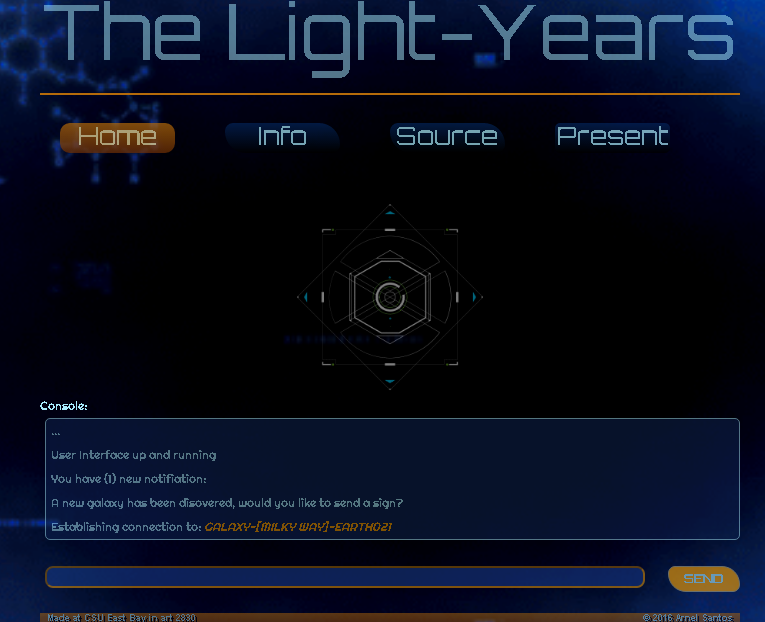 The Light-Years
Home Info Source Present
Console:
...
User Interface up and running
You have (1) new notifiation:
A new galaxy has been disovered, would you like to send a sign?
Establishing connection to: GALAXY-[MILKY WAY]-EARTH021
SEND
Made at CSU East Bay in art 2830 © 2016 Arnel Santos